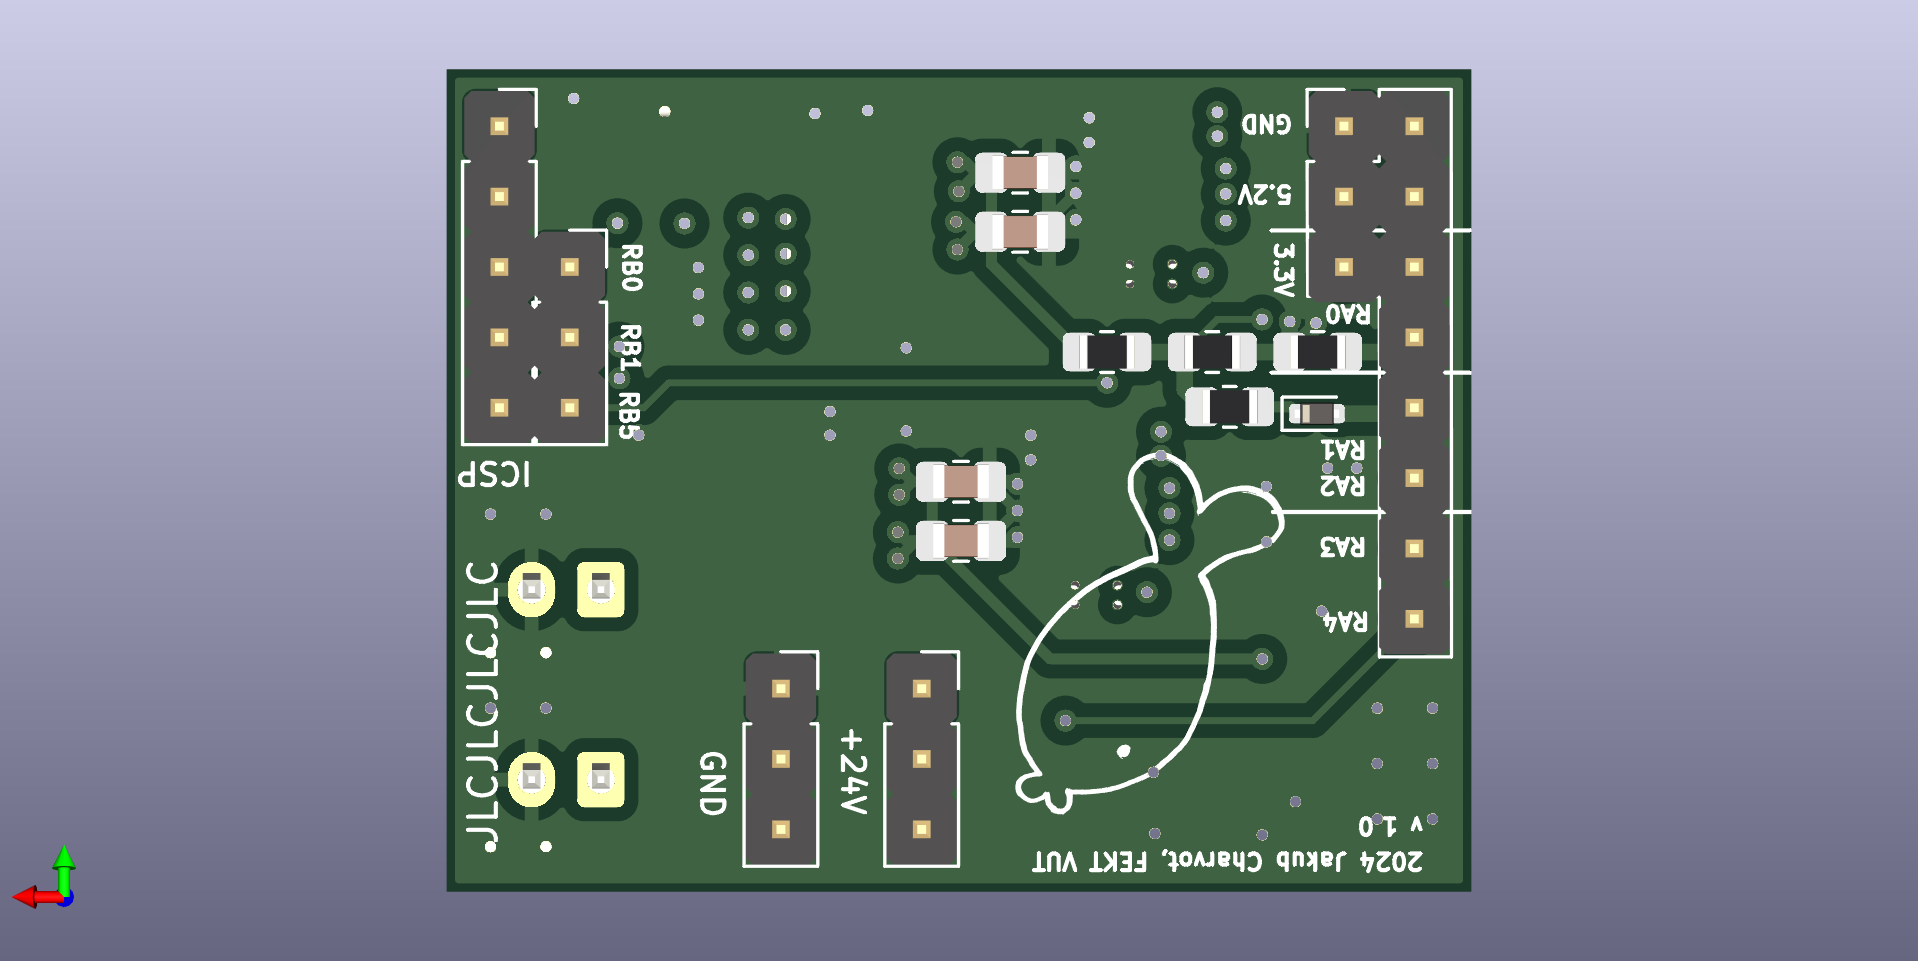 GND
5.2V
3.3V
RB0
RA0
RB1
RB5
RA1
RA2
ICSP
RA3
RA4
JLCJLCJLCJLC
GND
+24V
v 1.0
2024 Jakub Charvot, FEKT VUT